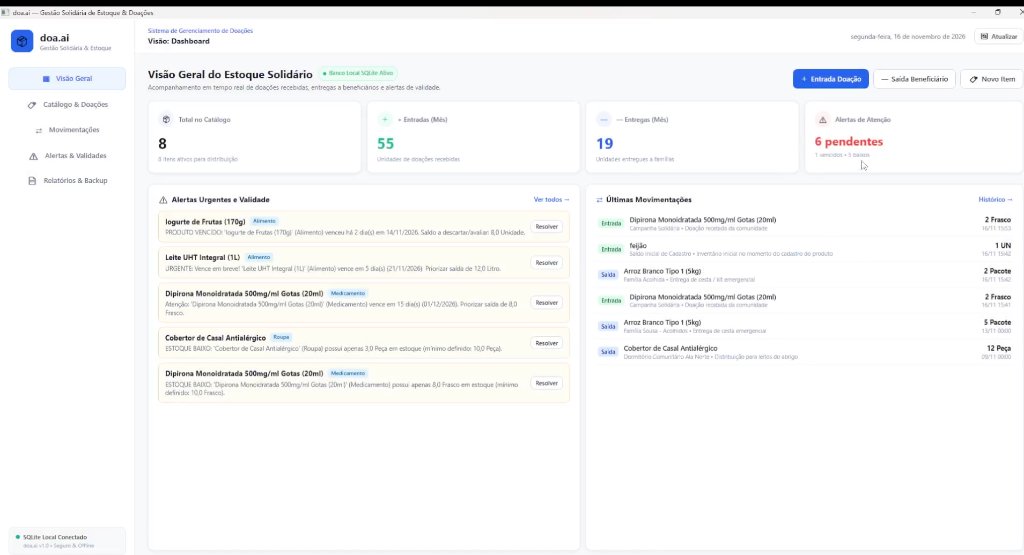 doa.ai — Gestão Solidária de Estoque & Doações
doa.ai
Gestão Solidária & Estoque
Visão Geral
Catálogo & Doações
Movimentações
Alertas & Validades
Relatórios & Backup
SQLite Local Conectado
doa.ai v1.0 • Seguro & Offline
Sistema de Gerenciamento de Doações
Visão: Dashboard
segunda-feira, 16 de novembro de 2026
Atualizar
Visão Geral do Estoque Solidário
Banco Local SQLite Ativo
Acompanhamento em tempo real de doações recebidas, entregas a beneficiários e alertas de validade.
+ Entrada Doação
— Saída Beneficiário
Novo Item
Total no Catálogo
8
8 itens ativos para distribuição
+ Entradas (Mês)
55
Unidades de doações recebidas
— Entregas (Mês)
19
Unidades entregues a famílias
Alertas de Atenção
6 pendentes
1 vencidos • 5 baixos
Alertas Urgentes e Validade
Ver todos →
Iogurte de Frutas (170g) Alimento
PRODUTO VENCIDO: 'Iogurte de Frutas (170g)' (Alimento) venceu há 2 dia(s) em 14/11/2026. Saldo a descartar/avaliar: 8,0 Unidade.
Resolver
Leite UHT Integral (1L) Alimento
URGENTE: Vence em breve! 'Leite UHT Integral (1L)' (Alimento) vence em 5 dia(s) (21/11/2026). Priorizar saída de 12,0 Litro.
Resolver
Dipirona Monoidratada 500mg/ml Gotas (20ml) Medicamento
Atenção: 'Dipirona Monoidratada 500mg/ml Gotas (20ml)' (Medicamento) vence em 15 dia(s) (01/12/2026). Priorizar saída de 8,0
Frasco.
Resolver
Cobertor de Casal Antialérgico Roupa
ESTOQUE BAIXO: 'Cobertor de Casal Antialérgico' (Roupa) possui apenas 3,0 Peça em estoque (mínimo definido: 10,0 Peça).
Resolver
Dipirona Monoidratada 500mg/ml Gotas (20ml) Medicamento
ESTOQUE BAIXO: 'Dipirona Monoidratada 500mg/ml Gotas (20ml)' (Medicamento) possui apenas 8,0 Frasco em estoque (mínimo
definido: 10,0 Frasco).
Resolver
Últimas Movimentações
Histórico →
Entrada Dipirona Monoidratada 500mg/ml Gotas (20ml) 2 Frasco
Campanha Solidária • Doação recebida da comunidade 16/11 15:53
Entrada feijão 1 UN
Saldo Inicial de Cadastro • Inventário inicial no momento do cadastro do produto 16/11 15:42
Saída Arroz Branco Tipo 1 (5kg) 2 Pacote
Família Acolhida • Entrega de cesta / kit emergencial 16/11 15:42
Entrada Dipirona Monoidratada 500mg/ml Gotas (20ml) 2 Frasco
Campanha Solidária • Doação recebida da comunidade 16/11 15:41
Saída Arroz Branco Tipo 1 (5kg) 5 Pacote
Família Sousa - Acolhidos • Entrega de cesta emergencial 13/11 00:00
Saída Cobertor de Casal Antialérgico 12 Peça
Dormitório Comunitário Ala Norte • Distribuição para leitos do abrigo 09/11 00:00